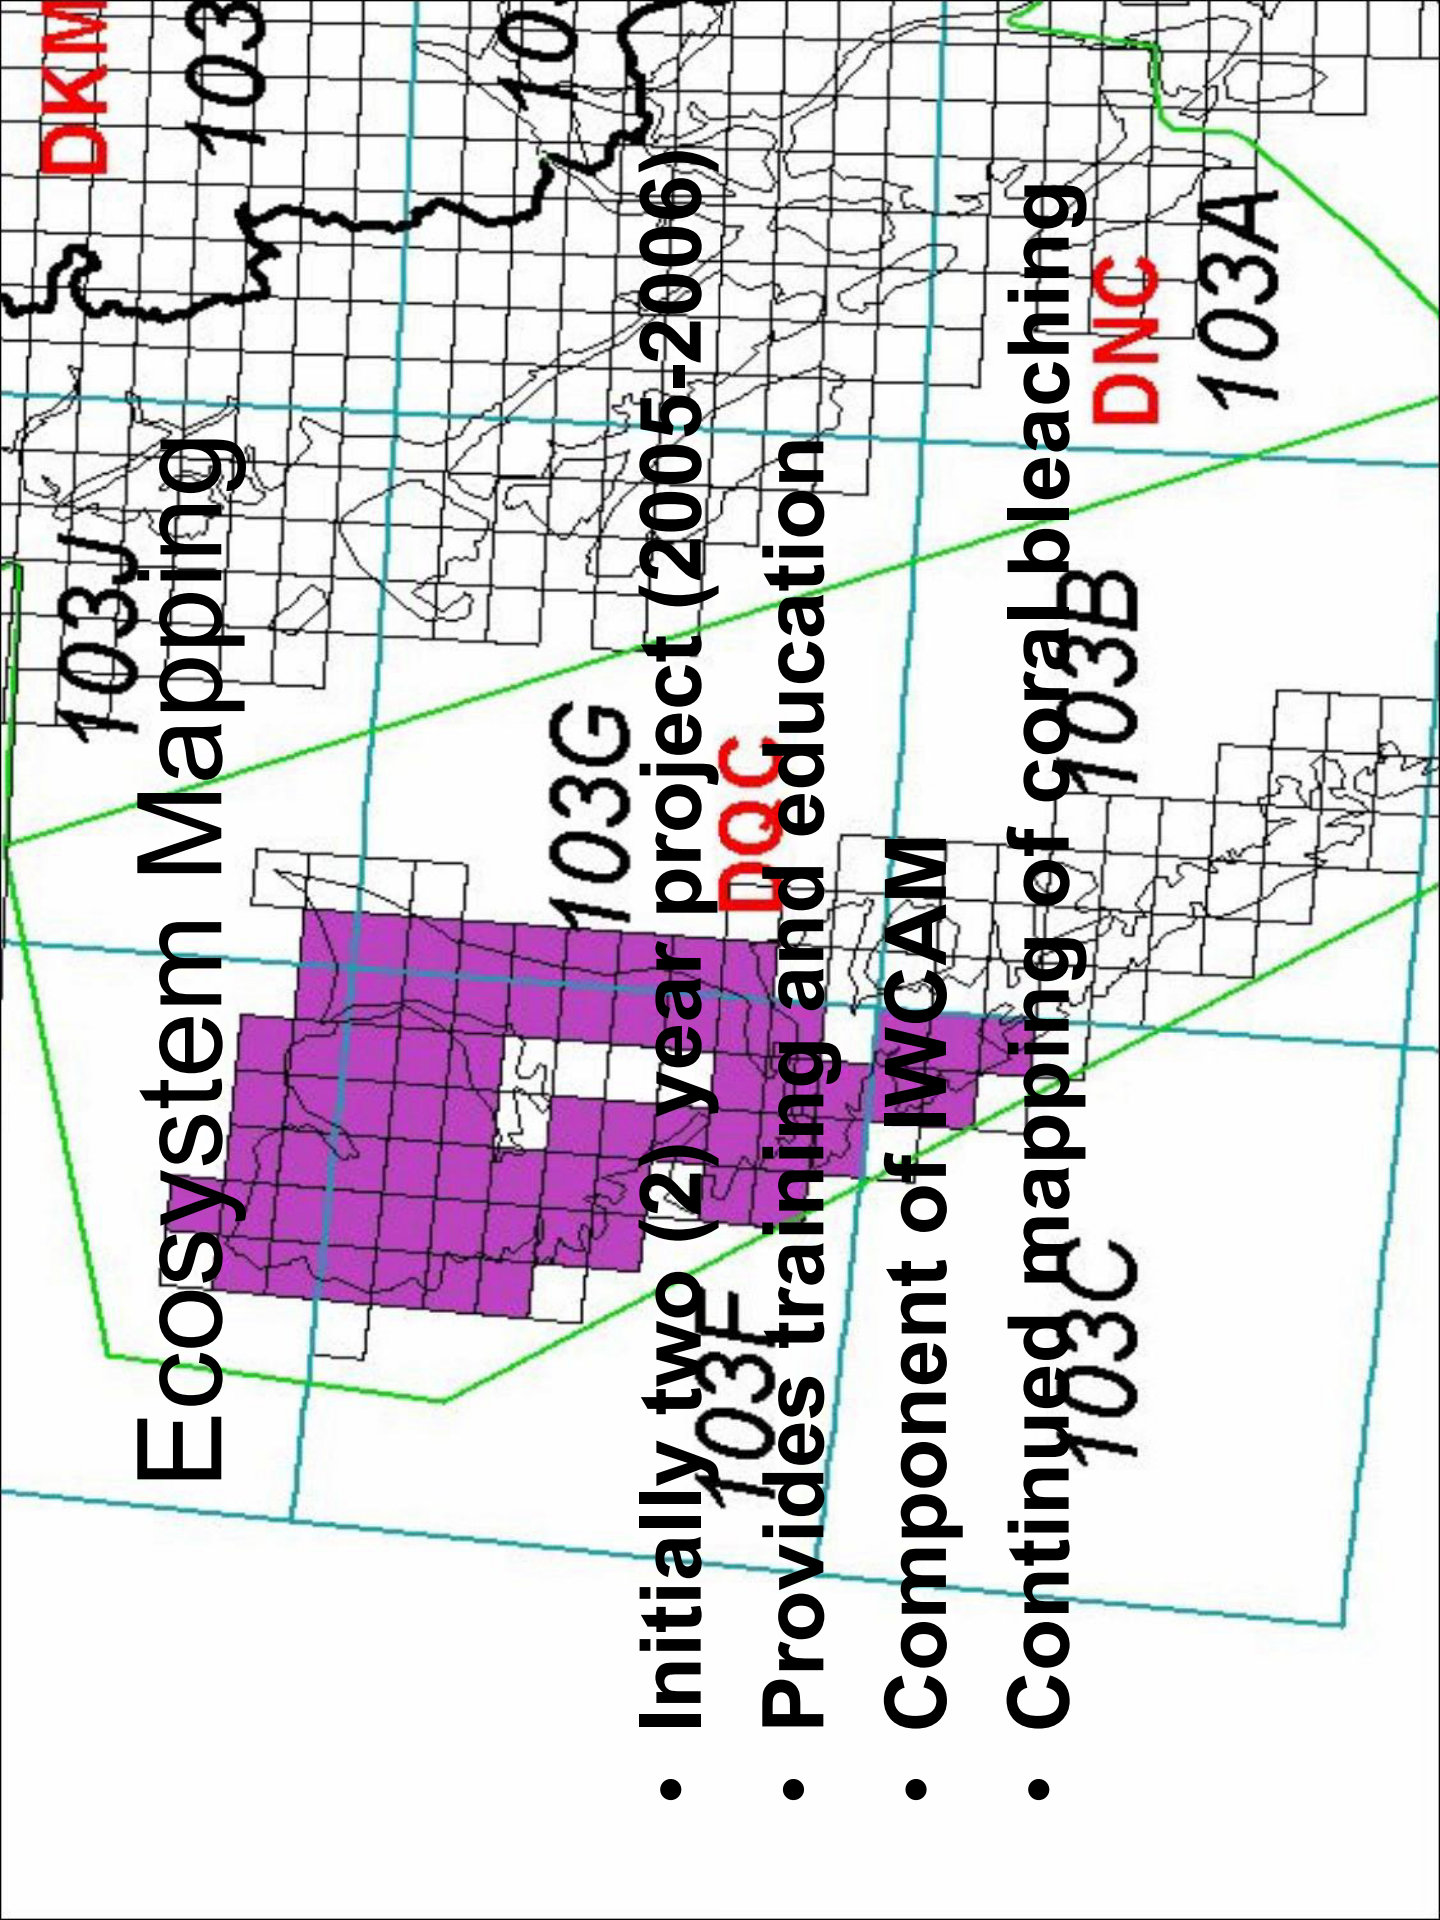 Ecosystem Mapping
• Initially two (2) year project (2005-2006)
• Provides training and education
• Component of IWCAM
• Continued mapping of coral bleaching
DKM
103
103J
103G
DQC
103F
DNC
103A
103B
103C